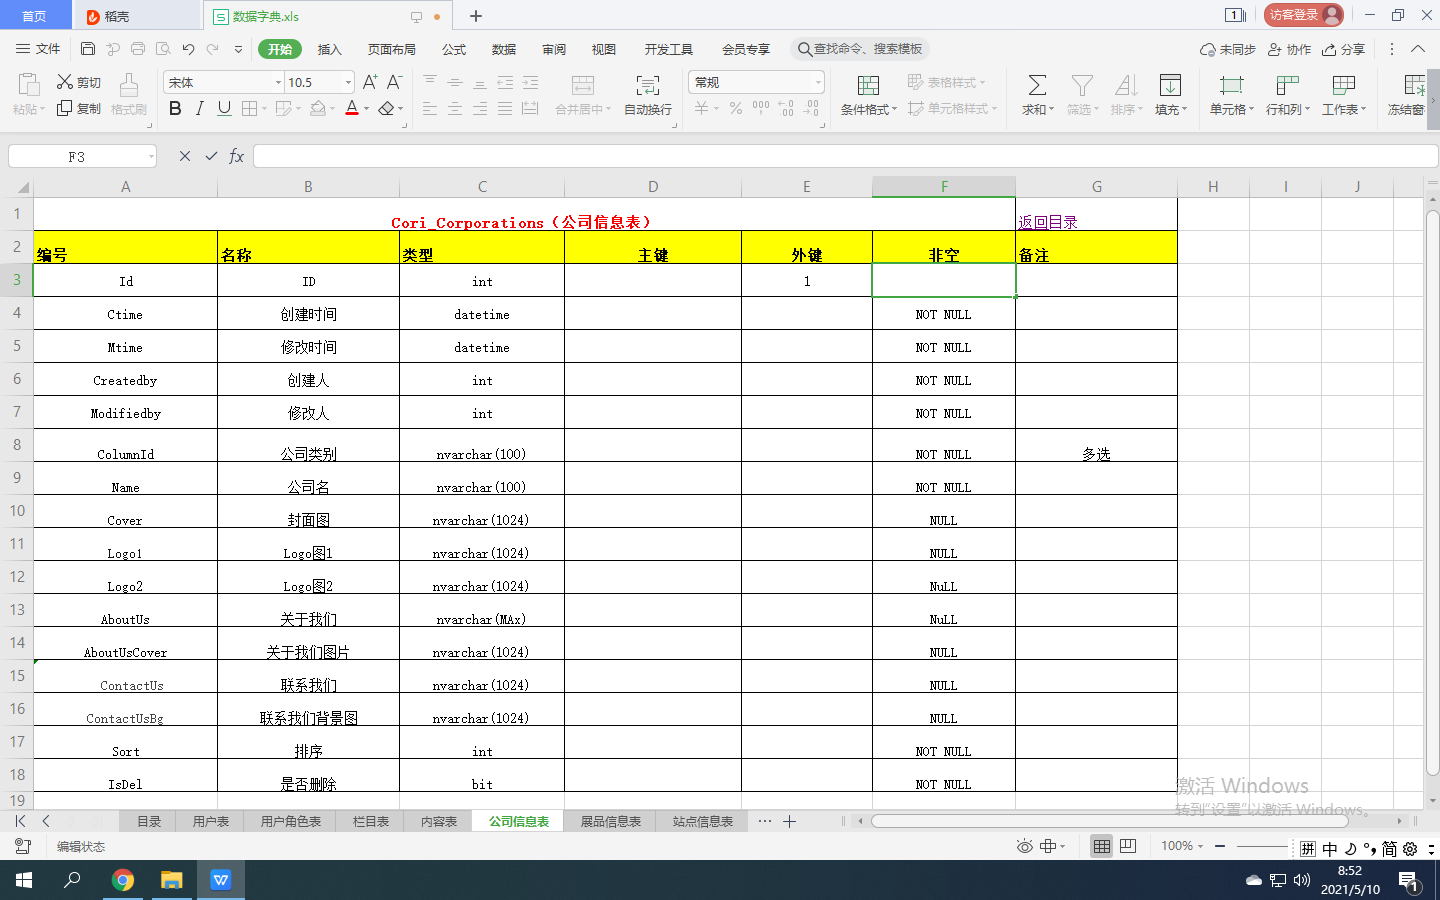 首页 稻壳 数据字典.xls 1 访客登录
文件 开始 插入 页面布局 公式 数据 审阅 视图 开发工具 会员专享 查找命令、搜索模板 未同步 协作 分享
剪切 宋体 10.5 A+ A- 常规 表格样式
粘贴 复制 格式刷 B I U A 合并居中 自动换行 ￥ % 000 条件格式 单元格样式 求和 筛选 排序 填充 单元格 行和列 工作表 冻结窗
F3 fx
A B C D E F G H I J
1 Cori_Corporations（公司信息表） 返回目录
2 编号 名称 类型 主键 外键 非空 备注
3 Id ID int 1
4 Ctime 创建时间 datetime NOT NULL
5 Mtime 修改时间 datetime NOT NULL
6 Createdby 创建人 int NOT NULL
7 Modifiedby 修改人 int NOT NULL
8 ColumnId 公司类别 nvarchar(100) NOT NULL 多选
9 Name 公司名 nvarchar(100) NOT NULL
10 Cover 封面图 nvarchar(1024) NULL
11 Logo1 Logo图1 nvarchar(1024) NULL
12 Logo2 Logo图2 nvarchar(1024) NuLL
13 AboutUs 关于我们 nvarchar(MAx) NuLL
14 AboutUsCover 关于我们图片 nvarchar(1024) NULL
15 ContactUs 联系我们 nvarchar(1024) NULL
16 ContactUsBg 联系我们背景图 nvarchar(1024) NULL
17 Sort 排序 int NOT NULL
18 IsDel 是否删除 bit NOT NULL
19
激活 Windows
转到"设置"以激活 Windows。
目录 用户表 用户角色表 栏目表 内容表 公司信息表 展品信息表 站点信息表 ···
编辑状态 100% 拼 中 简
8:52
2021/5/10
1